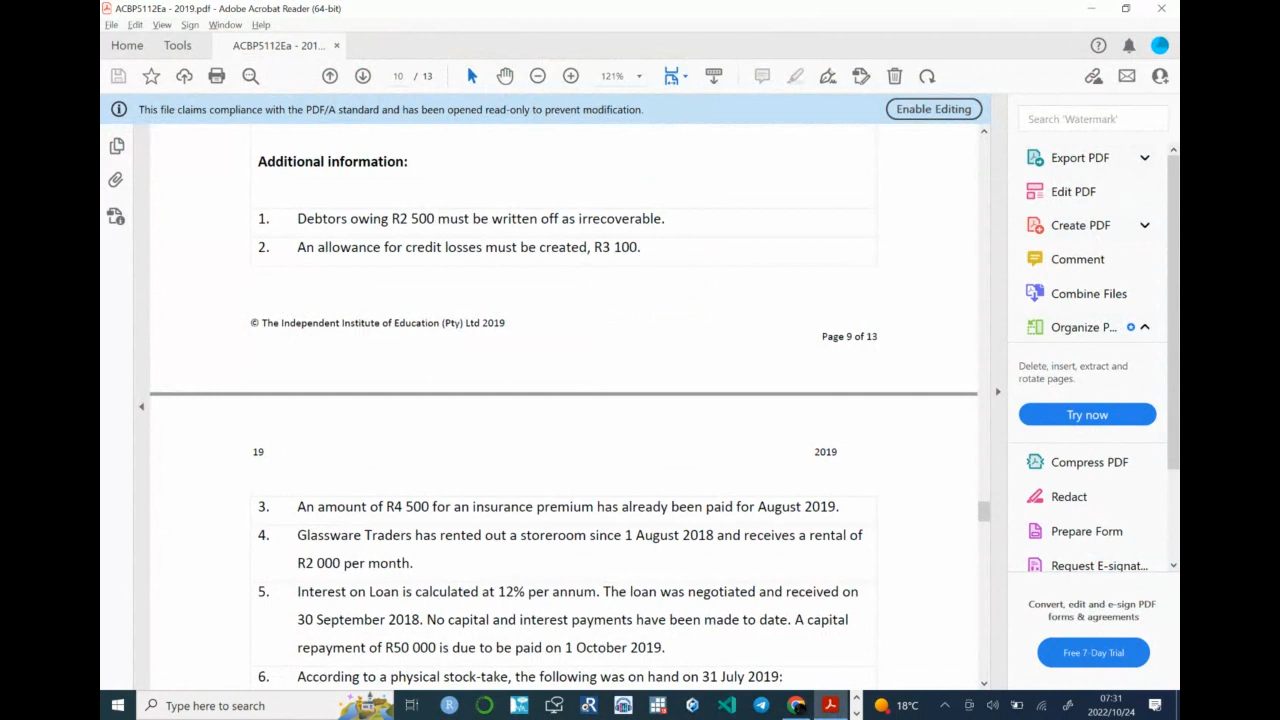 ACBP5112Ea - 2019.pdf - Adobe Acrobat Reader (64-bit)
File Edit View Sign Window Help
Home Tools ACBP5112Ea - 201... ×
10 / 13 121%
This file claims compliance with the PDF/A standard and has been opened read-only to prevent modification. Enable Editing
Additional information:
1. Debtors owing R2 500 must be written off as irrecoverable.
2. An allowance for credit losses must be created, R3 100.
© The Independent Institute of Education (Pty) Ltd 2019
Page 9 of 13
19 2019
3. An amount of R4 500 for an insurance premium has already been paid for August 2019.
4. Glassware Traders has rented out a storeroom since 1 August 2018 and receives a rental of
R2 000 per month.
5. Interest on Loan is calculated at 12% per annum. The loan was negotiated and received on
30 September 2018. No capital and interest payments have been made to date. A capital
repayment of R50 000 is due to be paid on 1 October 2019.
6. According to a physical stock-take, the following was on hand on 31 July 2019:
Search 'Watermark'
Export PDF
Edit PDF
Create PDF
Comment
Combine Files
Organize P...
Delete, insert, extract and
rotate pages.
Try now
Compress PDF
Redact
Prepare Form
Request E-signat...
Convert, edit and e-sign PDF
forms & agreements
Free 7-Day Trial
Type here to search
18°C
07:31
2022/10/24